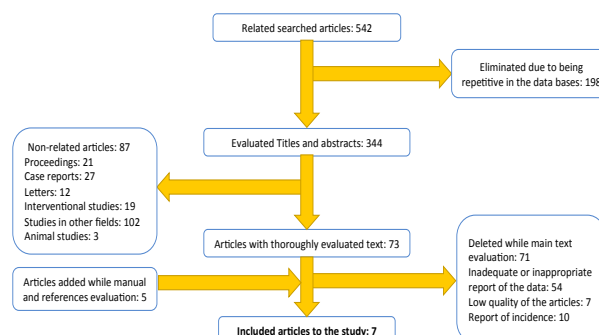 Related searched articles: 542
Eliminated due to being
repetitive in the data bases: 198
Evaluated Titles and abstracts: 344
Non-related articles: 87
Proceedings: 21
Case reports: 27
Letters: 12
Interventional studies: 19
Studies in other fields: 102
Animal studies: 3
Articles with thoroughly evaluated text: 73
Deleted while main text
evaluation: 71
Inadequate or inappropriate
report of the data: 54
Low quality of the articles: 7
Report of incidence: 10
Articles added while manual
and references evaluation: 5
Included articles to the study: 7